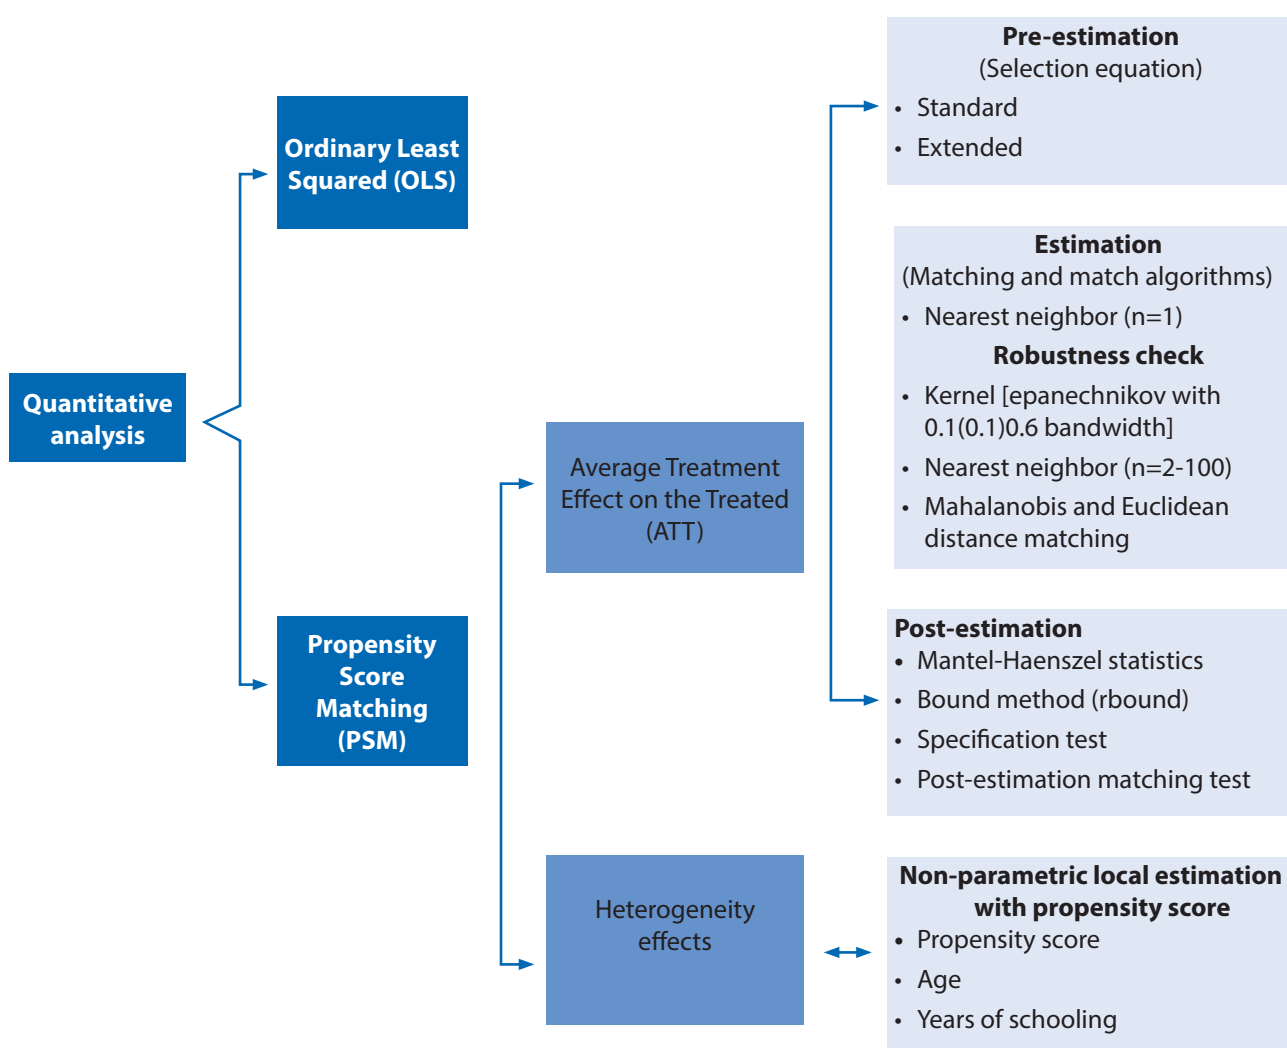 Quantitative
analysis
Ordinary Least
Squared (OLS)
Propensity
Score
Matching
(PSM)
Average Treatment
Effect on the Treated
(ATT)
Heterogeneity
effects
Pre-estimation
(Selection equation)
• Standard
• Extended
Estimation
(Matching and match algorithms)
• Nearest neighbor (n=1)
Robustness check
• Kernel [epanechnikov with
0.1(0.1)0.6 bandwidth]
• Nearest neighbor (n=2-100)
• Mahalanobis and Euclidean
distance matching
Post-estimation
• Mantel-Haenszel statistics
• Bound method (rbound)
• Specification test
• Post-estimation matching test
Non-parametric local estimation
with propensity score
• Propensity score
• Age
• Years of schooling